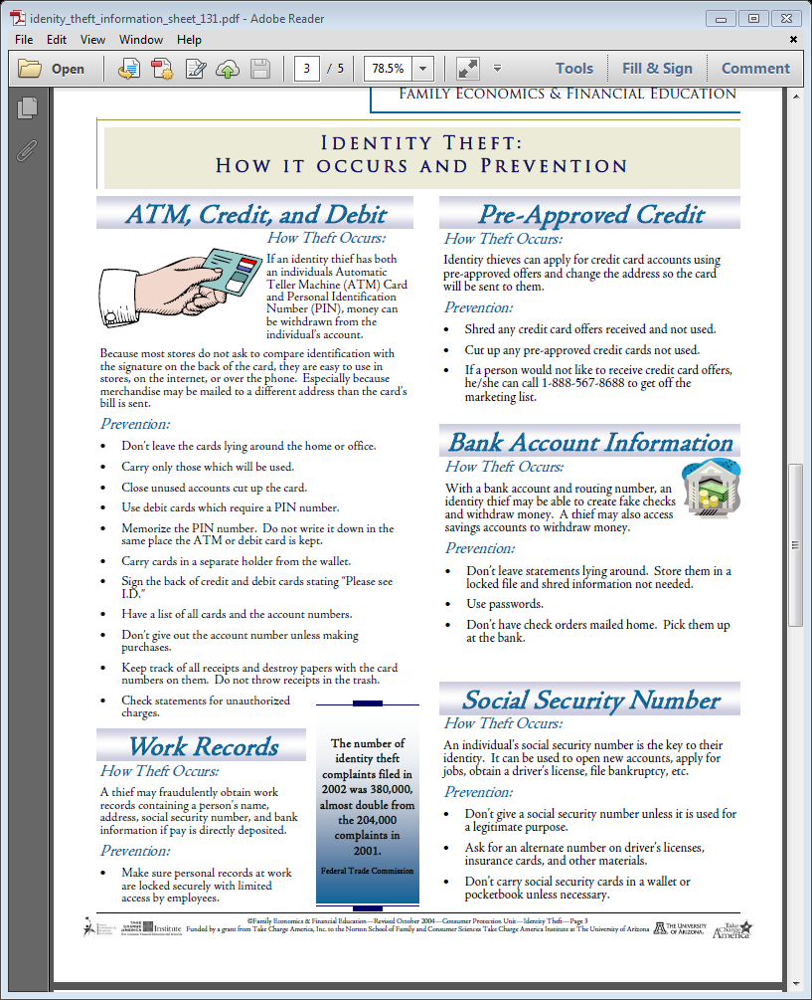 idenity_theft_information_sheet_131.pdf - Adobe Reader
File Edit View Window Help
Open 3 / 5 78.5% Tools Fill & Sign Comment
FAMILY ECONOMICS & FINANCIAL EDUCATION
IDENTITY THEFT:
HOW IT OCCURS AND PREVENTION
ATM, Credit, and Debit
How Theft Occurs:
If an identity thief has both
an individuals Automatic
Teller Machine (ATM) Card
and Personal Identification
Number (PIN), money can
be withdrawn from the
individual's account.
Because most stores do not ask to compare identification with
the signature on the back of the card, they are easy to use in
stores, on the internet, or over the phone. Especially because
merchandise may be mailed to a different address than the card's
bill is sent.
Prevention:
• Don't leave the cards lying around the home or office.
• Carry only those which will be used.
• Close unused accounts cut up the card.
• Use debit cards which require a PIN number.
• Memorize the PIN number. Do not write it down in the
same place the ATM or debit card is kept.
• Carry cards in a separate holder from the wallet.
• Sign the back of credit and debit cards stating "Please see
I.D."
• Have a list of all cards and the account numbers.
• Don't give out the account number unless making
purchases.
• Keep track of all receipts and destroy papers with the card
numbers on them. Do not throw receipts in the trash.
• Check statements for unauthorized
charges.
Work Records
How Theft Occurs:
A thief may fraudulently obtain work
records containing a person's name,
address, social security number, and bank
information if pay is directly deposited.
Prevention:
• Make sure personal records at work
are locked securely with limited
access by employees.
The number of
identity theft
complaints filed in
2002 was 380,000,
almost double from
the 204,000
complaints in
2001.
Federal Trade Commission
Pre-Approved Credit
How Theft Occurs:
Identity thieves can apply for credit card accounts using
pre-approved offers and change the address so the card
will be sent to them.
Prevention:
• Shred any credit card offers received and not used.
• Cut up any pre-approved credit cards not used.
• If a person would not like to receive credit card offers,
he/she can call 1-888-567-8688 to get off the
marketing list.
Bank Account Information
How Theft Occurs:
With a bank account and routing number, an
identity thief may be able to create fake checks
and withdraw money. A thief may also access
savings accounts to withdraw money.
Prevention:
• Don't leave statements lying around. Store them in a
locked file and shred information not needed.
• Use passwords.
• Don't have check orders mailed home. Pick them up
at the bank.
Social Security Number
How Theft Occurs:
An individual's social security number is the key to their
identity. It can be used to open new accounts, apply for
jobs, obtain a driver's license, file bankruptcy, etc.
Prevention:
• Don't give a social security number unless it is used for
a legitimate purpose.
• Ask for an alternate number on driver's licenses,
insurance cards, and other materials.
• Don't carry social security cards in a wallet or
pocketbook unless necessary.
©Family Economics & Financial Education—Revised October 2004—Consumer Protection Unit—Identity Theft—Page 3
Funded by a grant from Take Charge America, Inc. to the Norton School of Family and Consumer Sciences Take Charge America Institute at The University of Arizona
TAKE CHARGE AMERICA Institute
THE UNIVERSITY OF ARIZONA.
Take Charge America